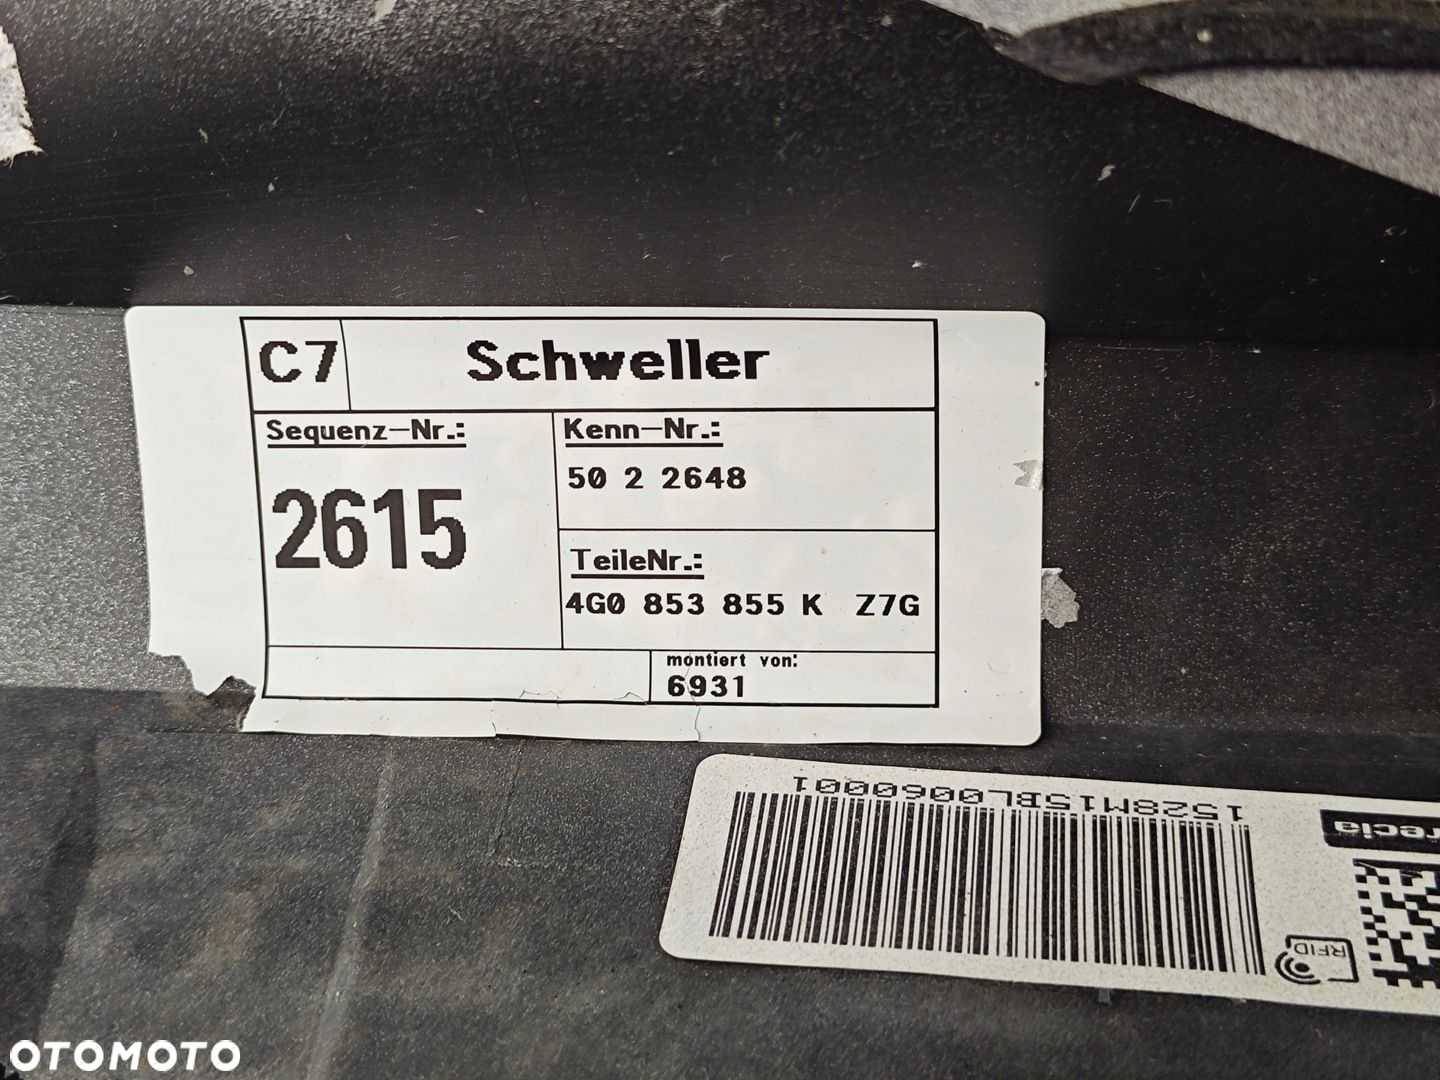 C7 Schweller
Sequenz-Nr.:
2615
Kenn-Nr.:
50 2 2648
TeileNr.:
4G0 853 855 K Z7G
montiert von:
6931
1528M15BL0060001
RFID
OTOMOTO